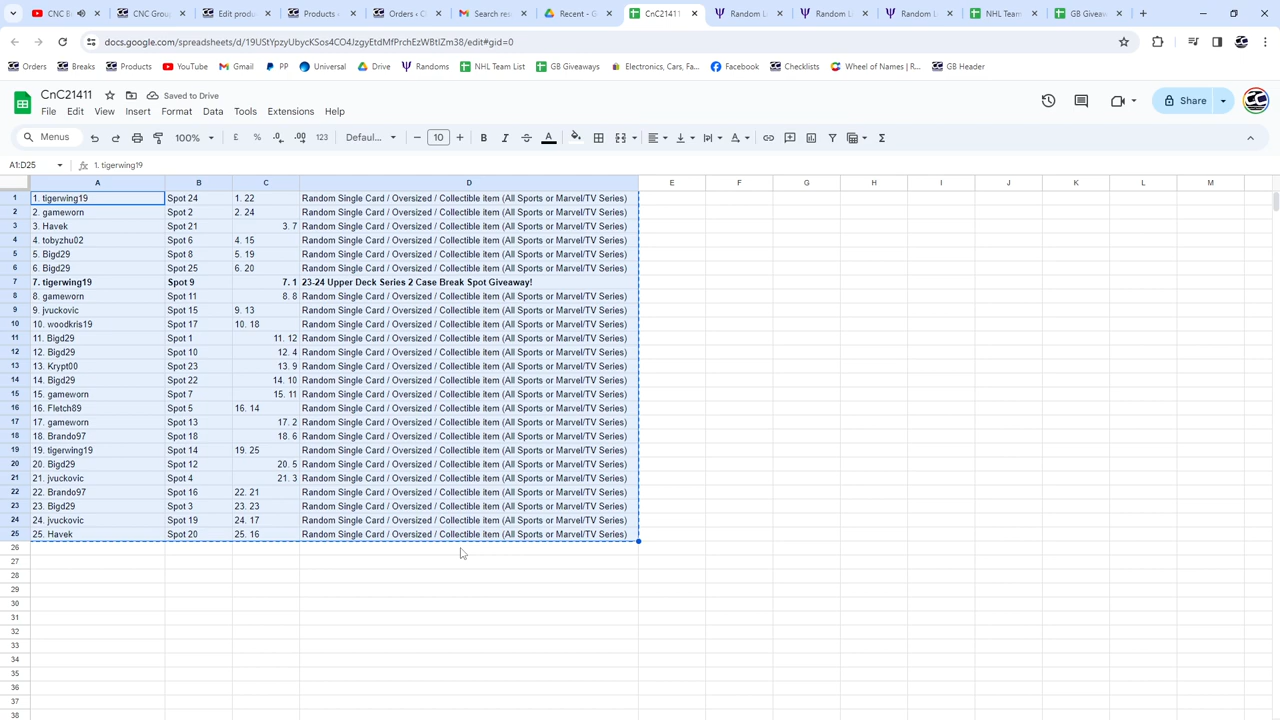 CNC B
CNC Grou
Edit produ
Products
Orders · C
Search re
Recent - G
CnC21411
Random L
Random Li
Random L
NHL Team
GB Giveaw
docs.google.com/spreadsheets/d/19UStYpzyUbycKSos4CO4JzgyEtdMfPrchEzWBtlZm38/edit#gid=0
Orders Breaks Products YouTube Gmail PP Universal Drive Randoms NHL Team List GB Giveaways Electronics, Cars, Fa... Facebook Checklists Wheel of Names | R... GB Header
CnC21411 Saved to Drive
File Edit View Insert Format Data Tools Extensions Help
Share
Menus 100% £ % .0 .00 123 Defaul... 10 B I A
A1:D25 fx 1. tigerwing19
A B C D E F G H I J K L M
1 1. tigerwing19 Spot 24 1. 22 Random Single Card / Oversized / Collectible item (All Sports or Marvel/TV Series)
2 2. gameworn Spot 2 2. 24 Random Single Card / Oversized / Collectible item (All Sports or Marvel/TV Series)
3 3. Havek Spot 21 3. 7 Random Single Card / Oversized / Collectible item (All Sports or Marvel/TV Series)
4 4. tobyzhu02 Spot 6 4. 15 Random Single Card / Oversized / Collectible item (All Sports or Marvel/TV Series)
5 5. Bigd29 Spot 8 5. 19 Random Single Card / Oversized / Collectible item (All Sports or Marvel/TV Series)
6 6. Bigd29 Spot 25 6. 20 Random Single Card / Oversized / Collectible item (All Sports or Marvel/TV Series)
7 7. tigerwing19 Spot 9 7. 1 23-24 Upper Deck Series 2 Case Break Spot Giveaway!
8 8. gameworn Spot 11 8. 8 Random Single Card / Oversized / Collectible item (All Sports or Marvel/TV Series)
9 9. jvuckovic Spot 15 9. 13 Random Single Card / Oversized / Collectible item (All Sports or Marvel/TV Series)
10 10. woodkris19 Spot 17 10. 18 Random Single Card / Oversized / Collectible item (All Sports or Marvel/TV Series)
11 11. Bigd29 Spot 1 11. 12 Random Single Card / Oversized / Collectible item (All Sports or Marvel/TV Series)
12 12. Bigd29 Spot 10 12. 4 Random Single Card / Oversized / Collectible item (All Sports or Marvel/TV Series)
13 13. Krypt00 Spot 23 13. 9 Random Single Card / Oversized / Collectible item (All Sports or Marvel/TV Series)
14 14. Bigd29 Spot 22 14. 10 Random Single Card / Oversized / Collectible item (All Sports or Marvel/TV Series)
15 15. gameworn Spot 7 15. 11 Random Single Card / Oversized / Collectible item (All Sports or Marvel/TV Series)
16 16. Fletch89 Spot 5 16. 14 Random Single Card / Oversized / Collectible item (All Sports or Marvel/TV Series)
17 17. gameworn Spot 13 17. 2 Random Single Card / Oversized / Collectible item (All Sports or Marvel/TV Series)
18 18. Brando97 Spot 18 18. 6 Random Single Card / Oversized / Collectible item (All Sports or Marvel/TV Series)
19 19. tigerwing19 Spot 14 19. 25 Random Single Card / Oversized / Collectible item (All Sports or Marvel/TV Series)
20 20. Bigd29 Spot 12 20. 5 Random Single Card / Oversized / Collectible item (All Sports or Marvel/TV Series)
21 21. jvuckovic Spot 4 21. 3 Random Single Card / Oversized / Collectible item (All Sports or Marvel/TV Series)
22 22. Brando97 Spot 16 22. 21 Random Single Card / Oversized / Collectible item (All Sports or Marvel/TV Series)
23 23. Bigd29 Spot 3 23. 23 Random Single Card / Oversized / Collectible item (All Sports or Marvel/TV Series)
24 24. jvuckovic Spot 19 24. 17 Random Single Card / Oversized / Collectible item (All Sports or Marvel/TV Series)
25 25. Havek Spot 20 25. 16 Random Single Card / Oversized / Collectible item (All Sports or Marvel/TV Series)
26
27
28
29
30
31
32
33
34
35
36
37
38